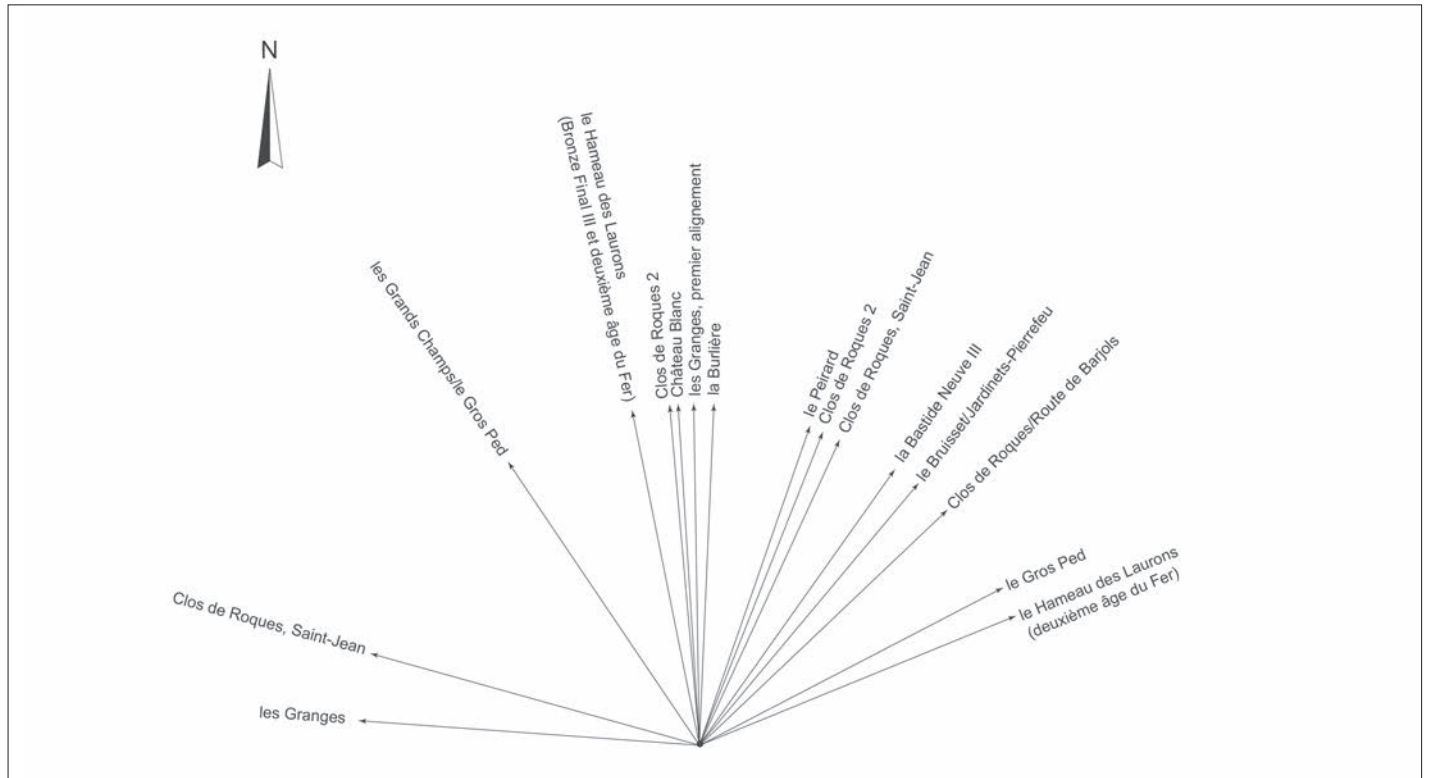 N
le Hameau des Laurons
(Bronze Final III et deuxième âge du Fer)
les Grands Champs/le Gros Ped
Clos de Roques 2
Château Blanc
les Granges, premier alignement
la Burlière
le Peirard
Clos de Roques 2
Clos de Roques, Saint-Jean
la Bastide Neuve III
le Bruisset/Jardinets-Pierrefeu
Clos de Roques/Route de Barjols
le Gros Ped
le Hameau des Laurons
(deuxième âge du Fer)
Clos de Roques, Saint-Jean
les Granges